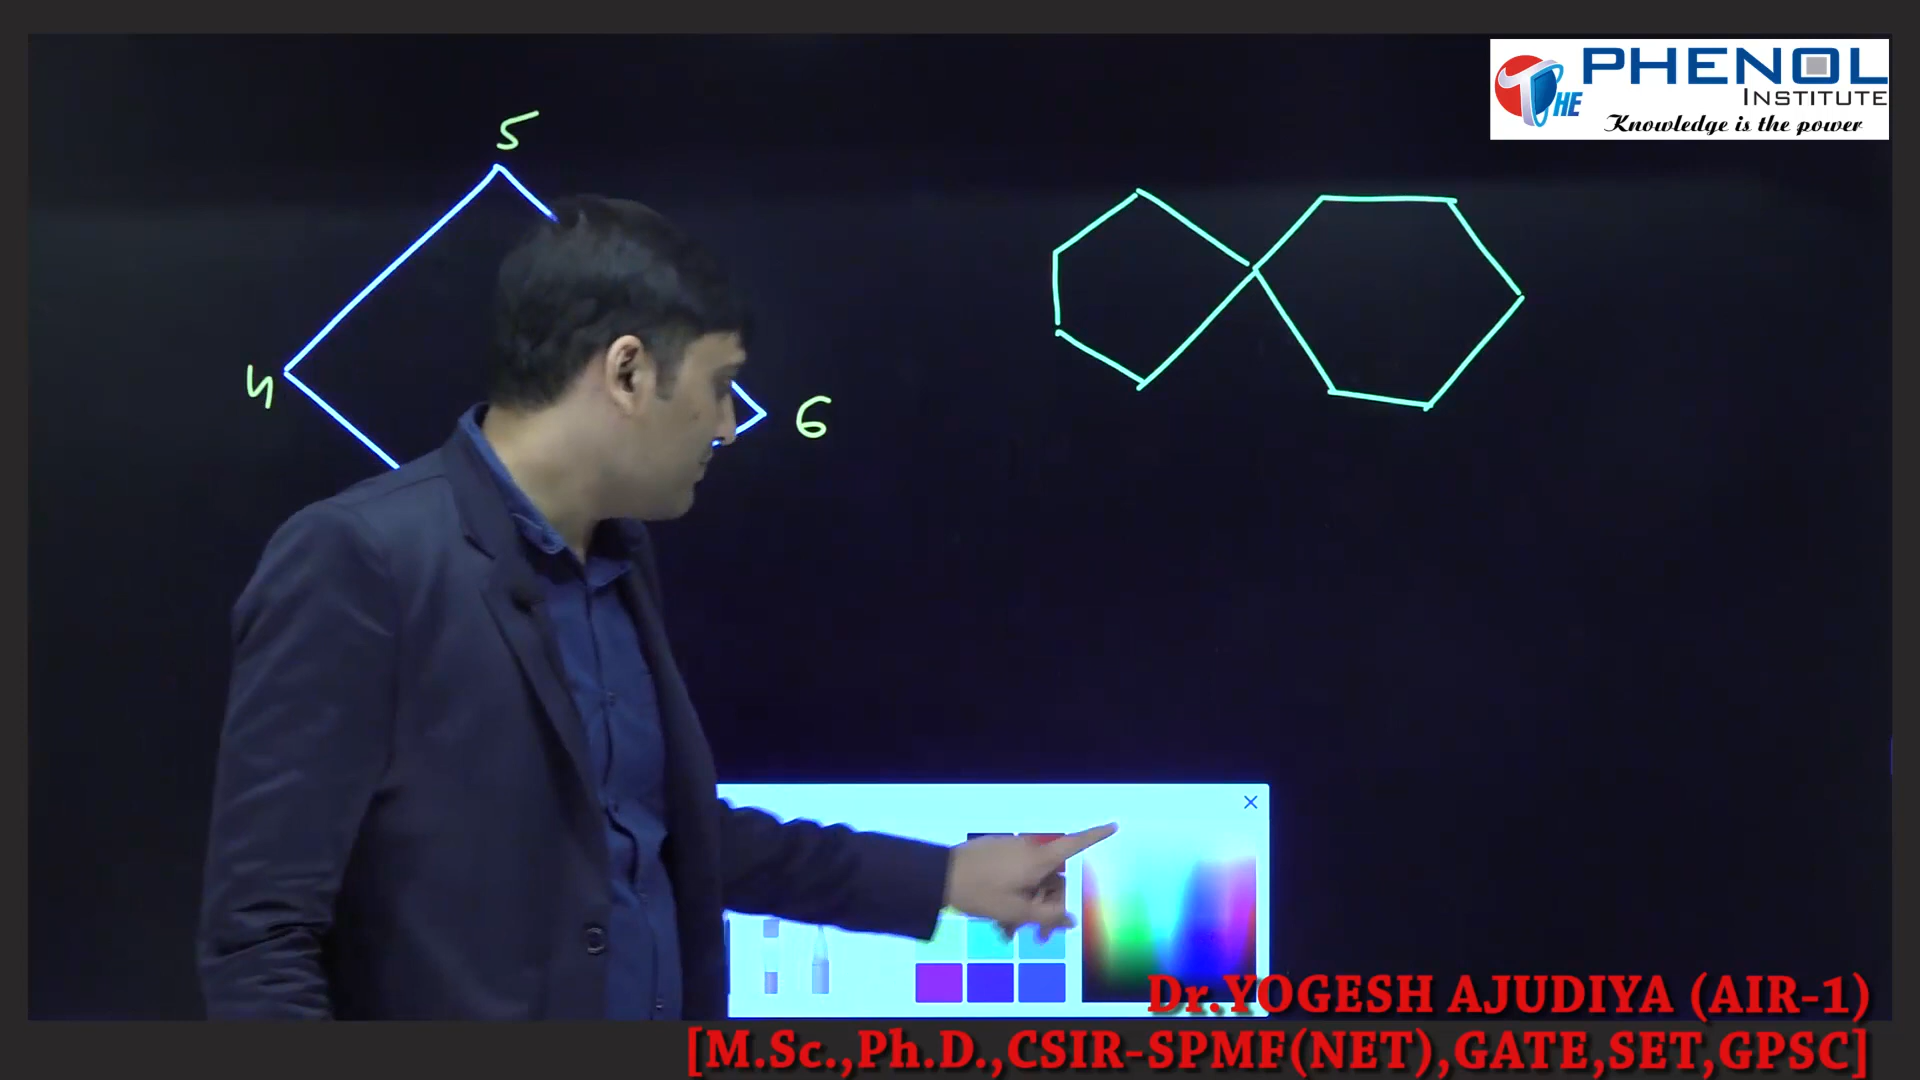 THE PHENOL
INSTITUTE
Knowledge is the power
5
4
6
Dr.YOGESH AJUDIYA (AIR-1)
[M.Sc.,Ph.D.,CSIR-SPMF(NET),GATE,SET,GPSC]